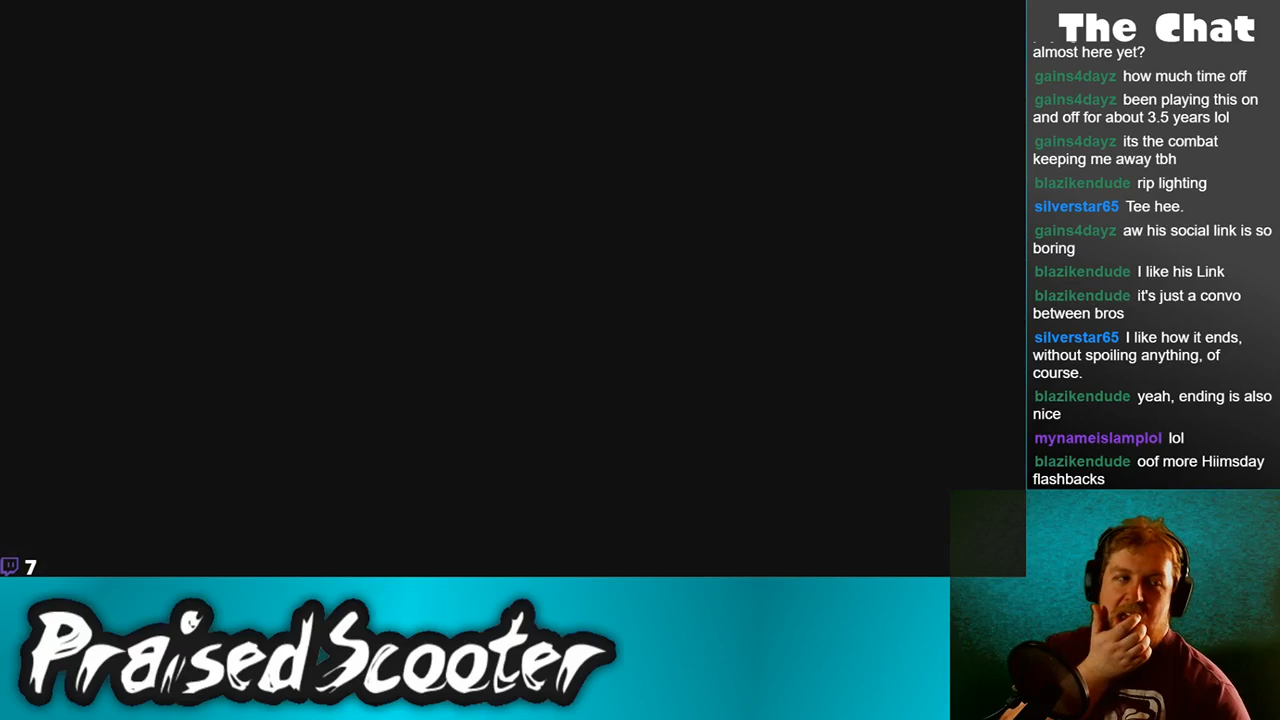 The Chat
almost here yet?
gains4dayz how much time off
gains4dayz been playing this on
and off for about 3.5 years lol
gains4dayz its the combat
keeping me away tbh
blazikendude rip lighting
silverstar65 Tee hee.
gains4dayz aw his social link is so
boring
blazikendude I like his Link
blazikendude it's just a convo
between bros
silverstar65 I like how it ends,
without spoiling anything, of
course.
blazikendude yeah, ending is also
nice
mynameislamplol lol
blazikendude oof more Hiimsday
flashbacks
7
PraisedScooter